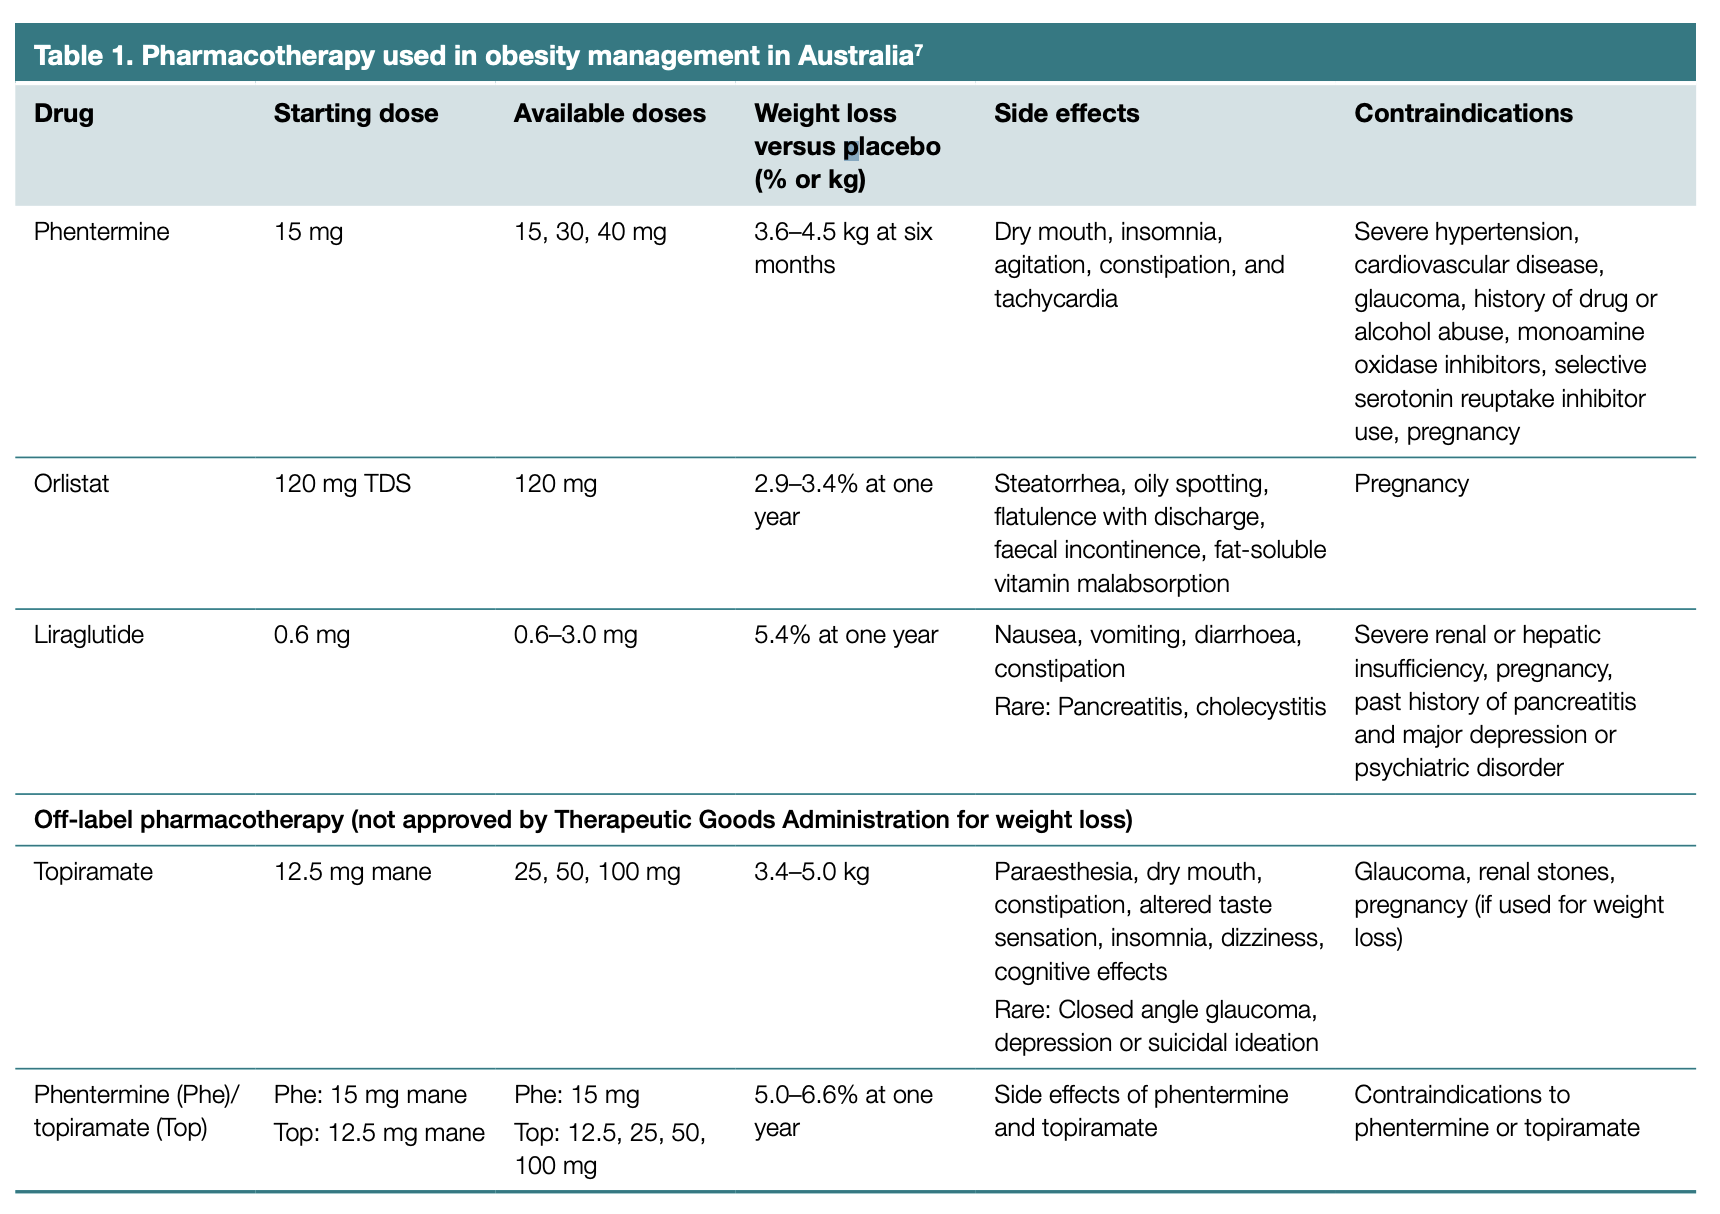 Table 1. Pharmacotherapy used in obesity management in Australia⁷
Drug
Starting dose
Available doses
Weight loss
versus placebo
(% or kg)
Side effects
Contraindications
Phentermine
15 mg
15, 30, 40 mg
3.6–4.5 kg at six
months
Dry mouth, insomnia,
agitation, constipation, and
tachycardia
Severe hypertension,
cardiovascular disease,
glaucoma, history of drug or
alcohol abuse, monoamine
oxidase inhibitors, selective
serotonin reuptake inhibitor
use, pregnancy
Orlistat
120 mg TDS
120 mg
2.9–3.4% at one
year
Steatorrhea, oily spotting,
flatulence with discharge,
faecal incontinence, fat-soluble
vitamin malabsorption
Pregnancy
Liraglutide
0.6 mg
0.6–3.0 mg
5.4% at one year
Nausea, vomiting, diarrhoea,
constipation
Rare: Pancreatitis, cholecystitis
Severe renal or hepatic
insufficiency, pregnancy,
past history of pancreatitis
and major depression or
psychiatric disorder
Off-label pharmacotherapy (not approved by Therapeutic Goods Administration for weight loss)
Topiramate
12.5 mg mane
25, 50, 100 mg
3.4–5.0 kg
Paraesthesia, dry mouth,
constipation, altered taste
sensation, insomnia, dizziness,
cognitive effects
Rare: Closed angle glaucoma,
depression or suicidal ideation
Glaucoma, renal stones,
pregnancy (if used for weight
loss)
Phentermine (Phe)/
topiramate (Top)
Phe: 15 mg mane
Top: 12.5 mg mane
Phe: 15 mg
Top: 12.5, 25, 50,
100 mg
5.0–6.6% at one
year
Side effects of phentermine
and topiramate
Contraindications to
phentermine or topiramate